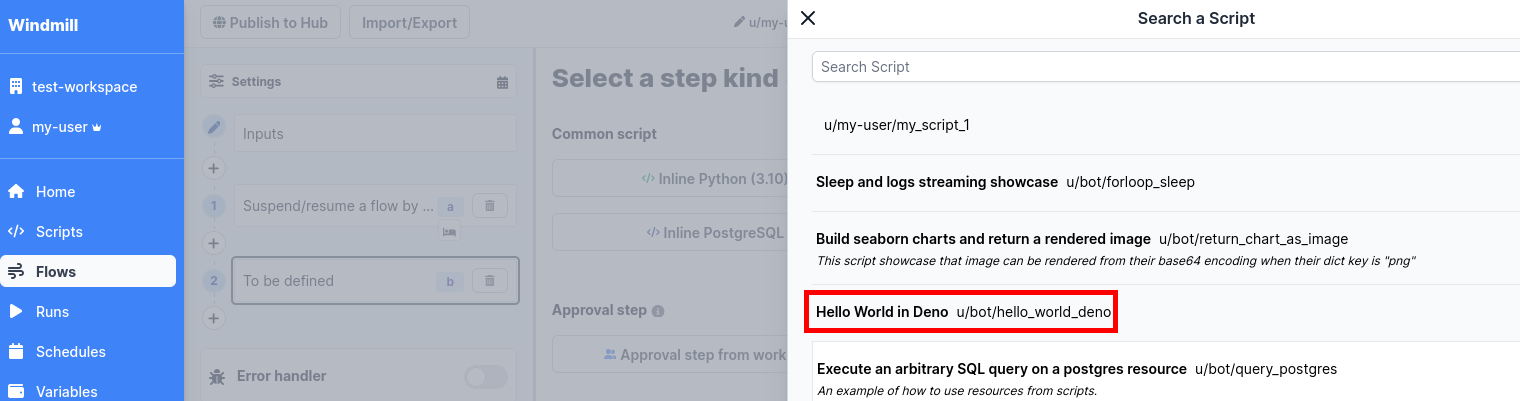 Windmill
test-workspace
my-user
Home
Scripts
Flows
Runs
Schedules
Variables
Publish to Hub
Import/Export
u/my-u
Settings
Inputs
1
Suspend/resume a flow by ...
a
2
To be defined
b
Error handler
Select a step kind
Common script
Inline Python (3.10)
Inline PostgreSQL
Approval step
Approval step from work
Search a Script
Search Script
u/my-user/my_script_1
Sleep and logs streaming showcase u/bot/forloop_sleep
Build seaborn charts and return a rendered image u/bot/return_chart_as_image
This script showcase that image can be rendered from their base64 encoding when their dict key is "png"
Hello World in Deno u/bot/hello_world_deno
Execute an arbitrary SQL query on a postgres resource u/bot/query_postgres
An example of how to use resources from scripts.